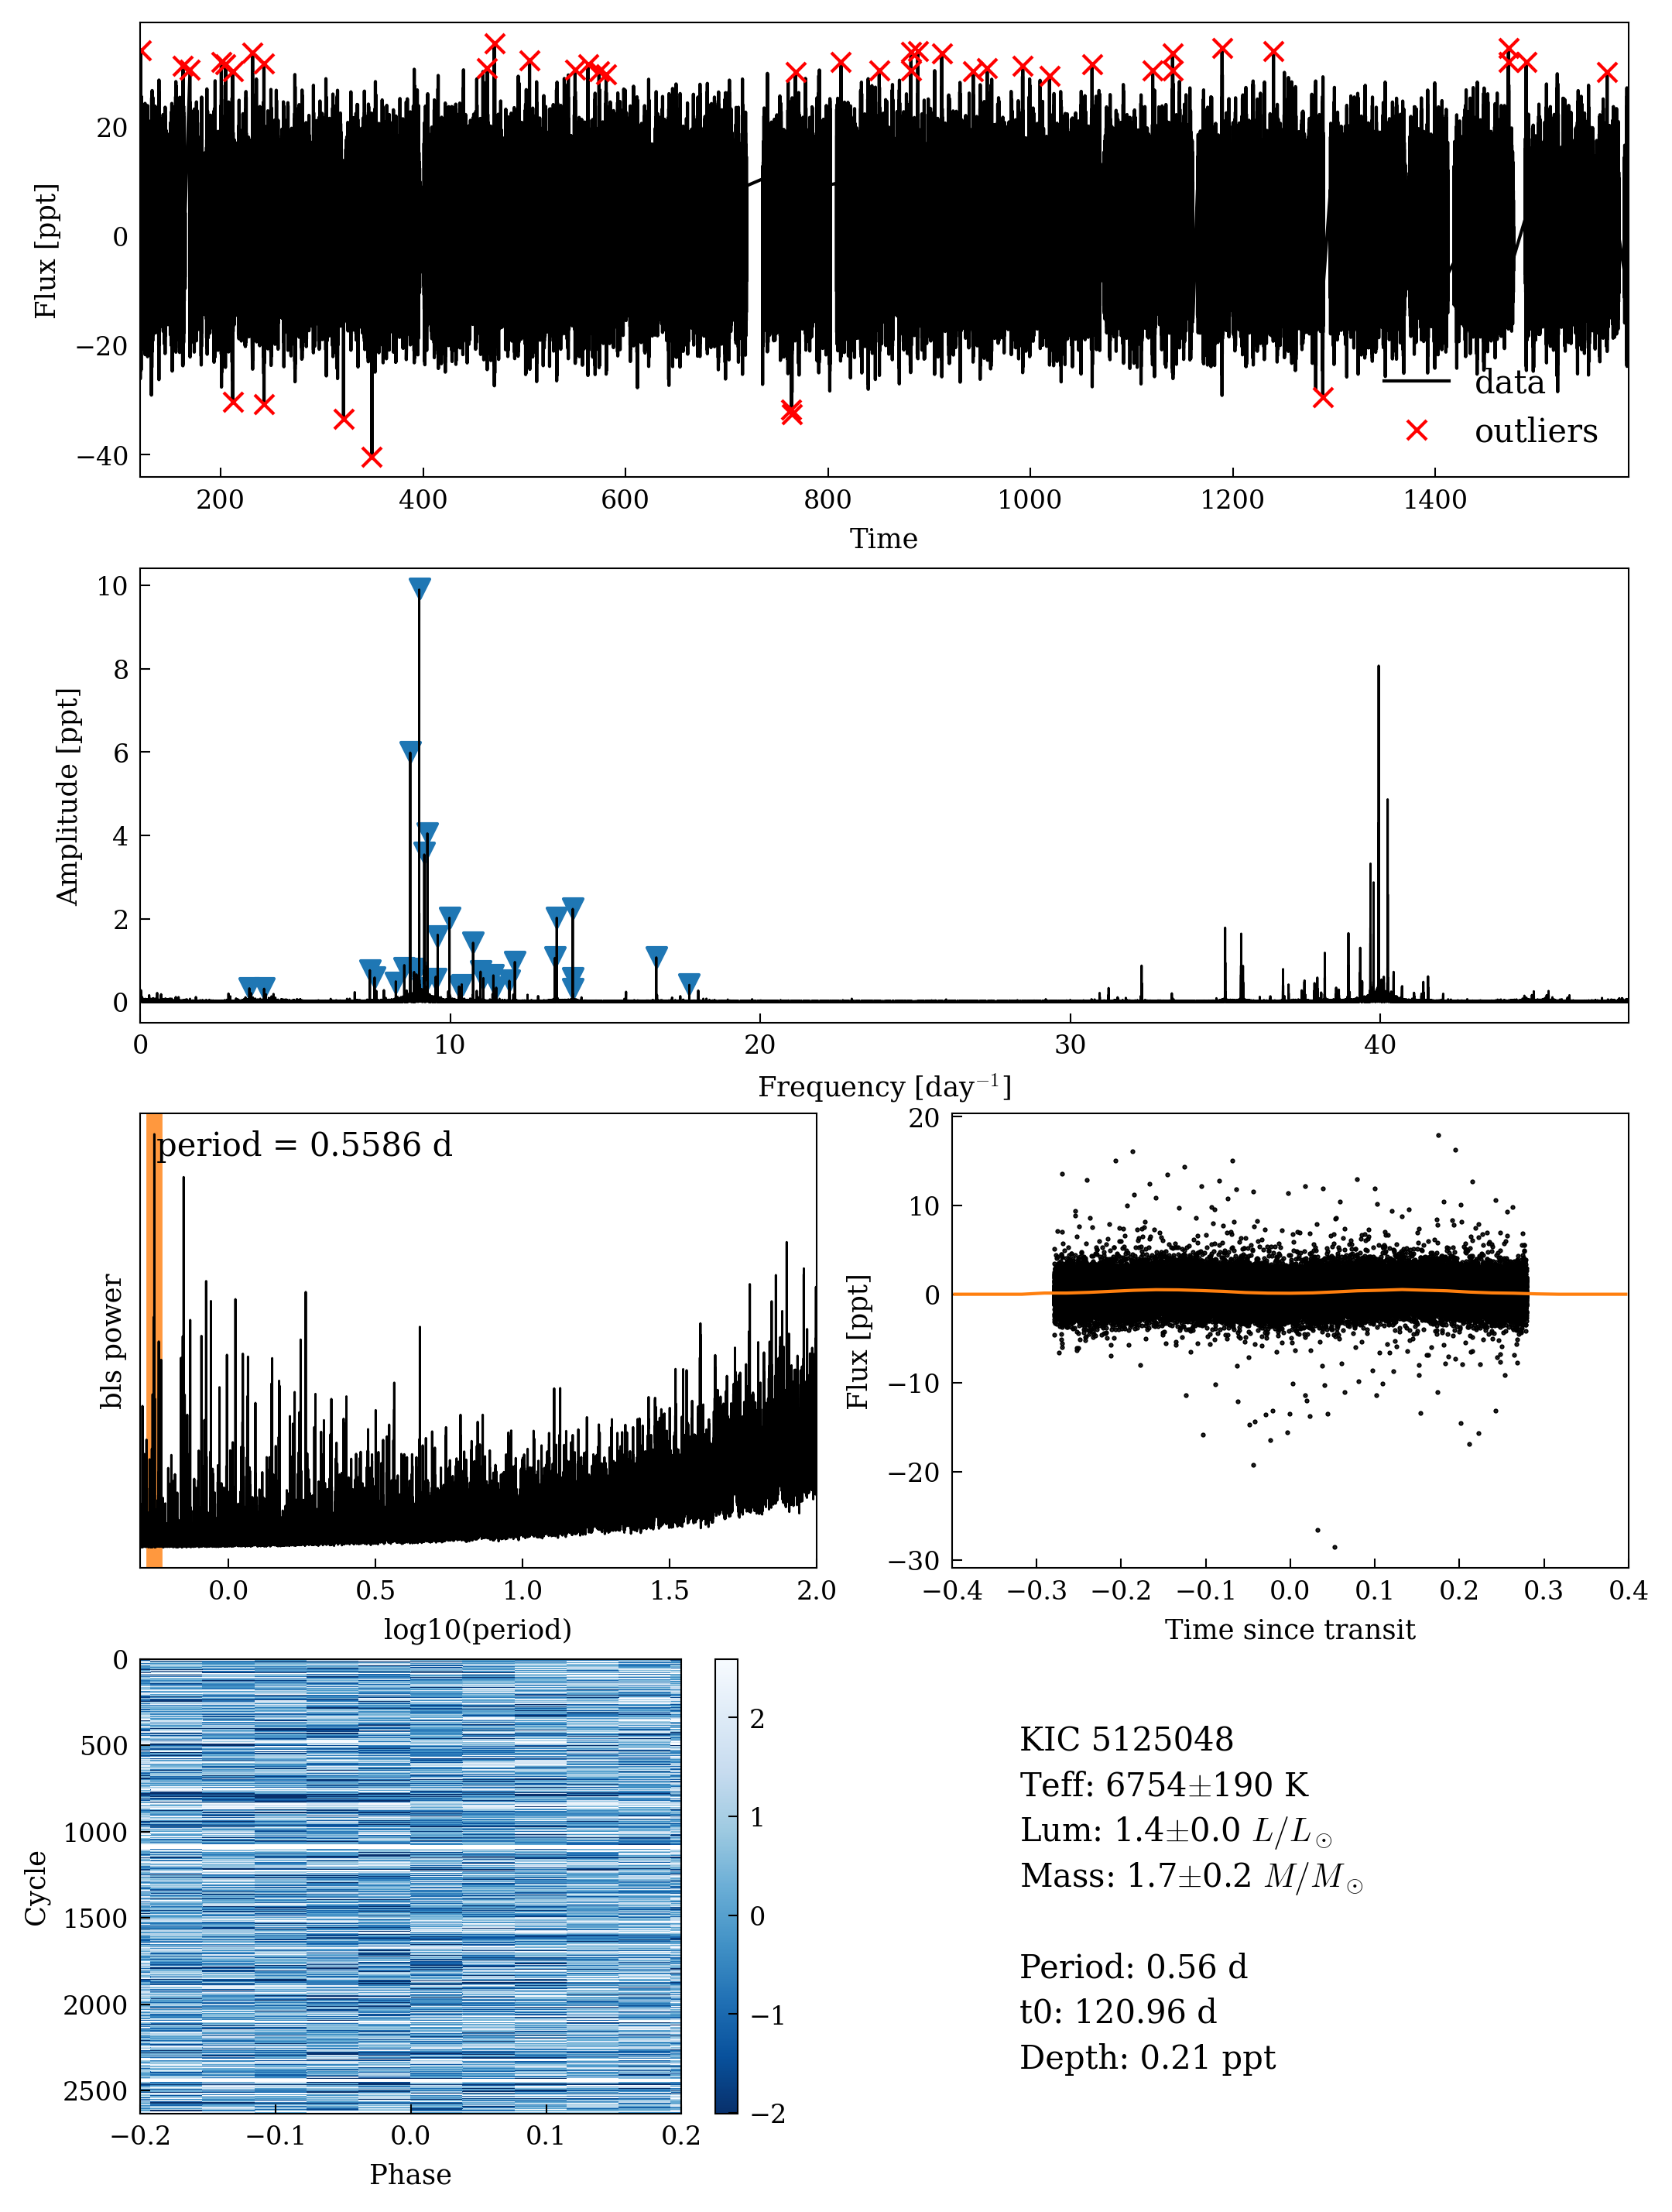 20
0
−20
−40
Flux [ppt]
data
outliers
200 400 600 800 1000 1200 1400
Time
10
8
6
4
2
0
Amplitude [ppt]
0 10 20 30 40
Frequency [day⁻¹]
period = 0.5586 d
bls power
0.0 0.5 1.0 1.5 2.0
log10(period)
20
10
0
−10
−20
−30
Flux [ppt]
−0.4 −0.3 −0.2 −0.1 0.0 0.1 0.2 0.3 0.4
Time since transit
0
500
1000
1500
2000
2500
Cycle
−0.2 −0.1 0.0 0.1 0.2
Phase
2
1
0
−1
−2
KIC 5125048
Teff: 6754±190 K
Lum: 1.4±0.0 L/L⊙
Mass: 1.7±0.2 M/M⊙
Period: 0.56 d
t0: 120.96 d
Depth: 0.21 ppt